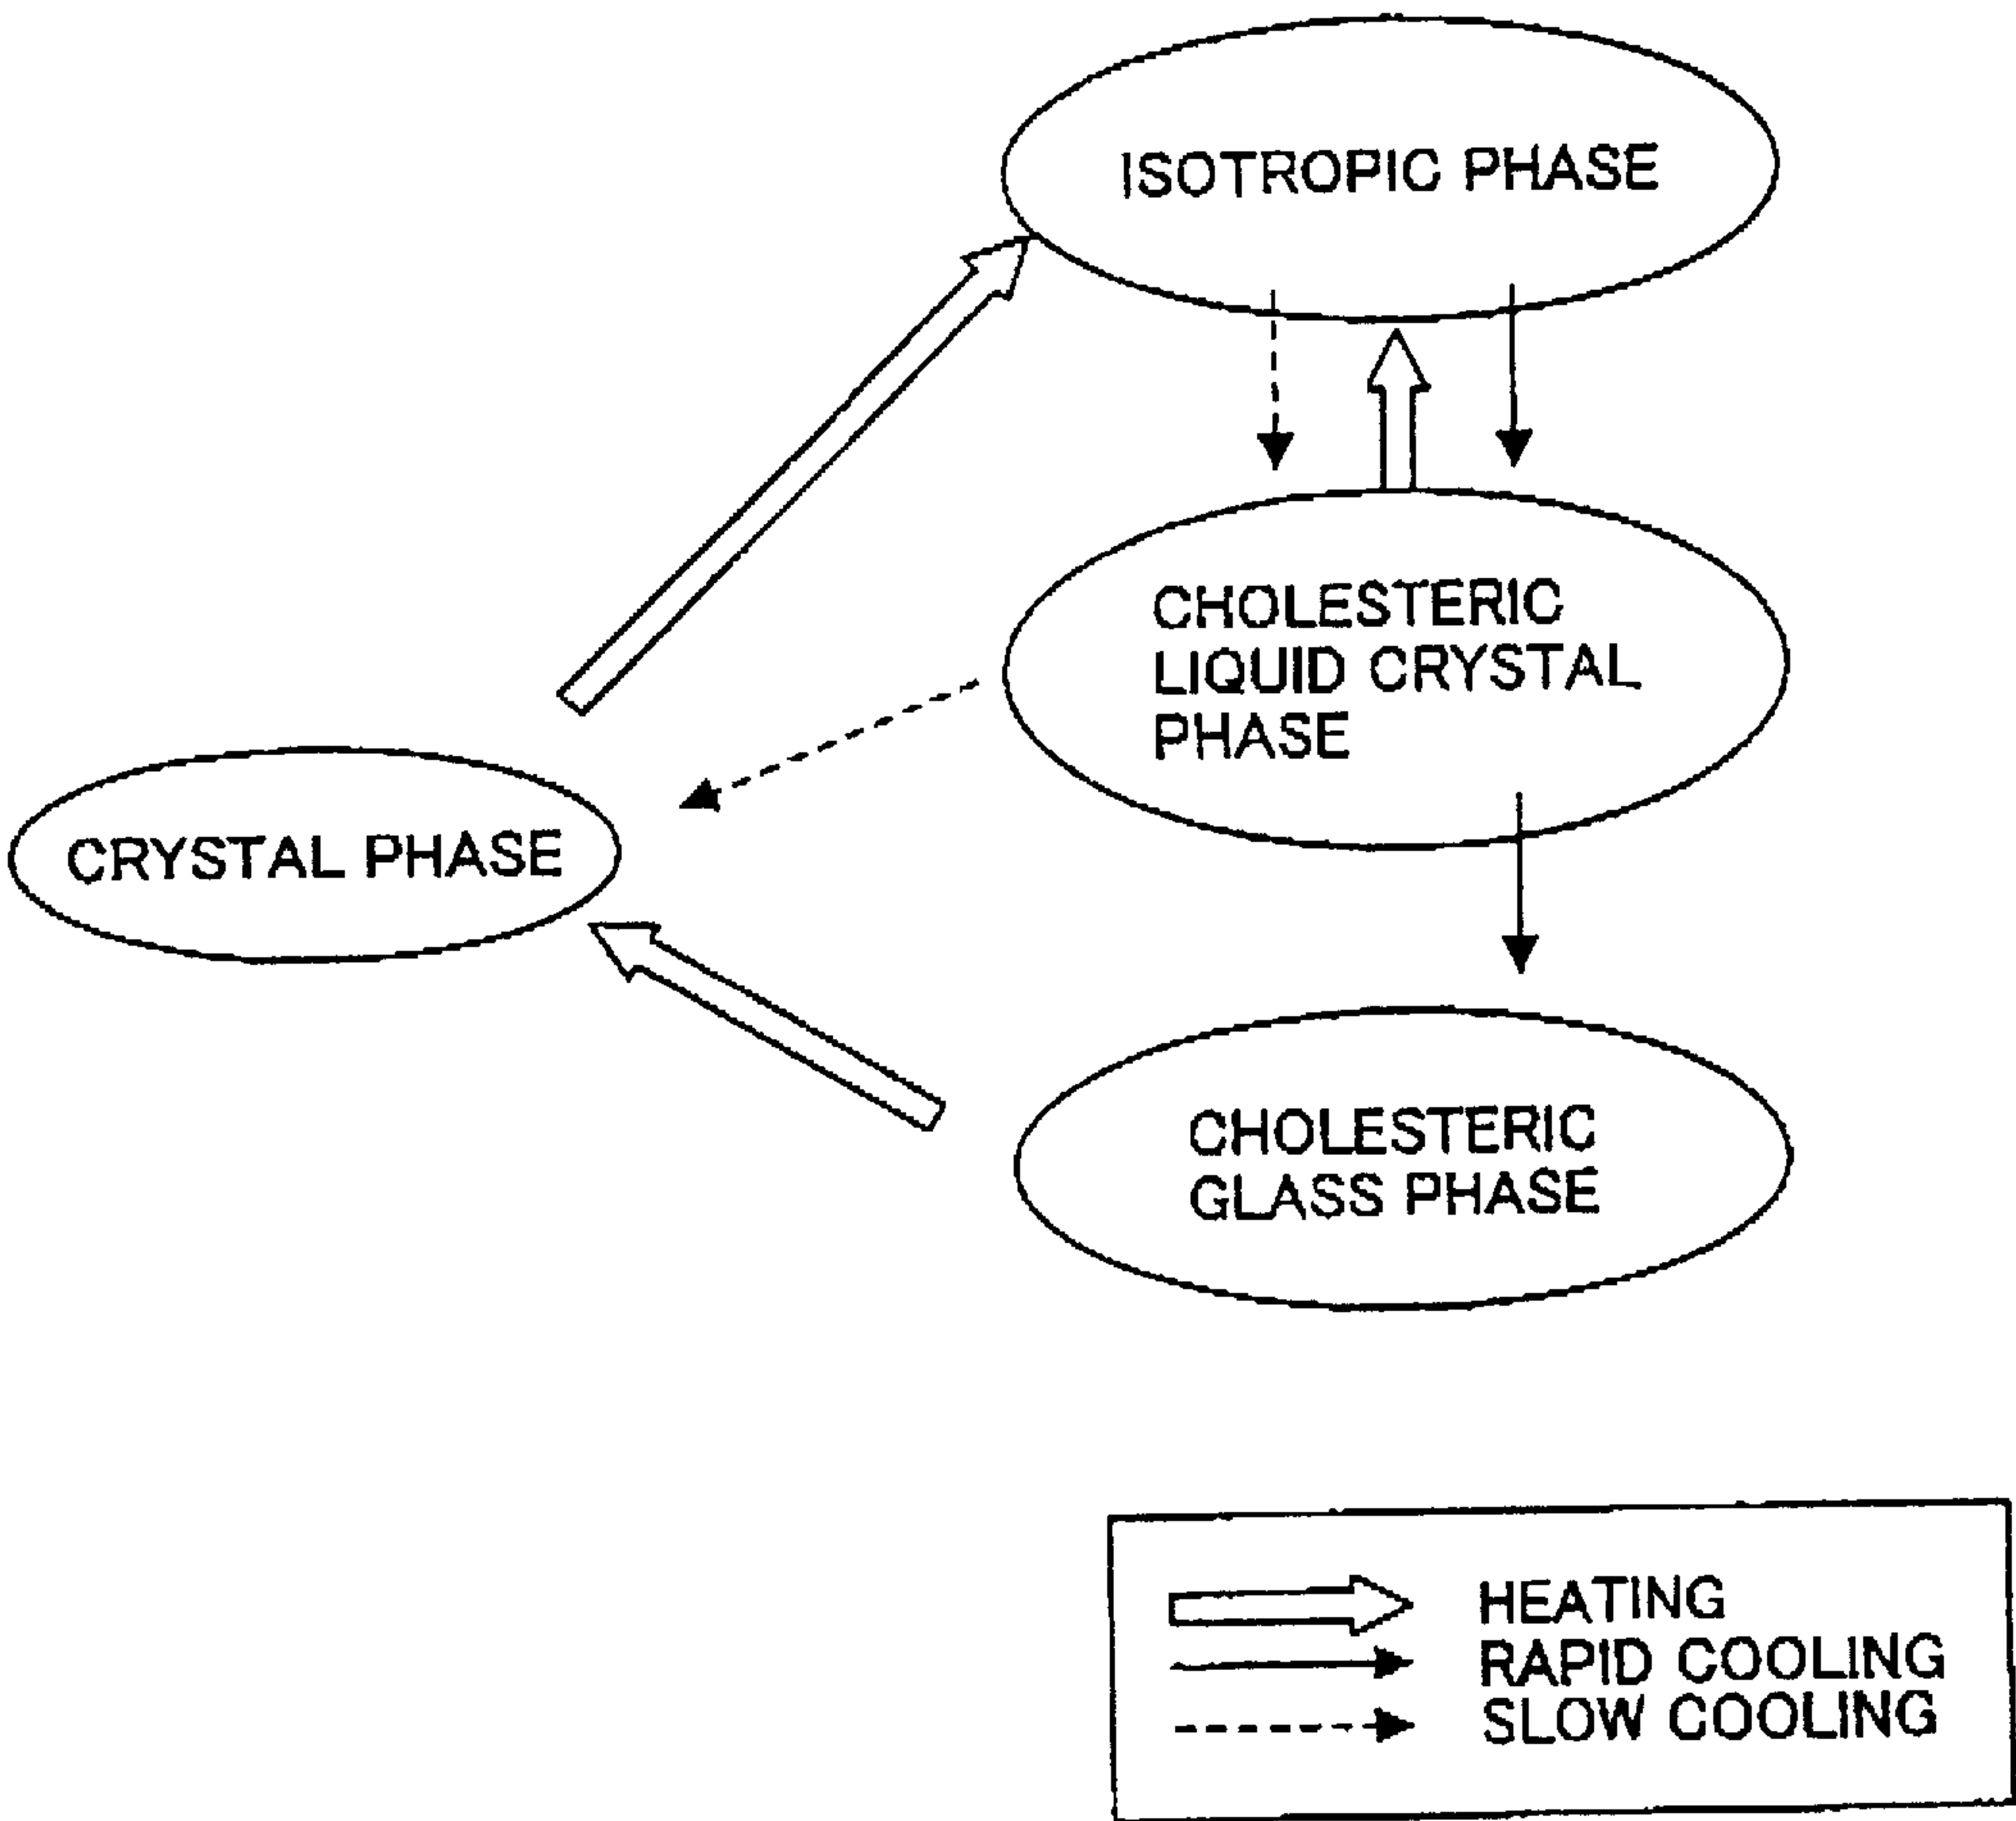 ISOTROPIC PHASE
CHOLESTERIC
LIQUID CRYSTAL
PHASE
CRYSTAL PHASE
CHOLESTERIC
GLASS PHASE
HEATING
RAPID COOLING
SLOW COOLING